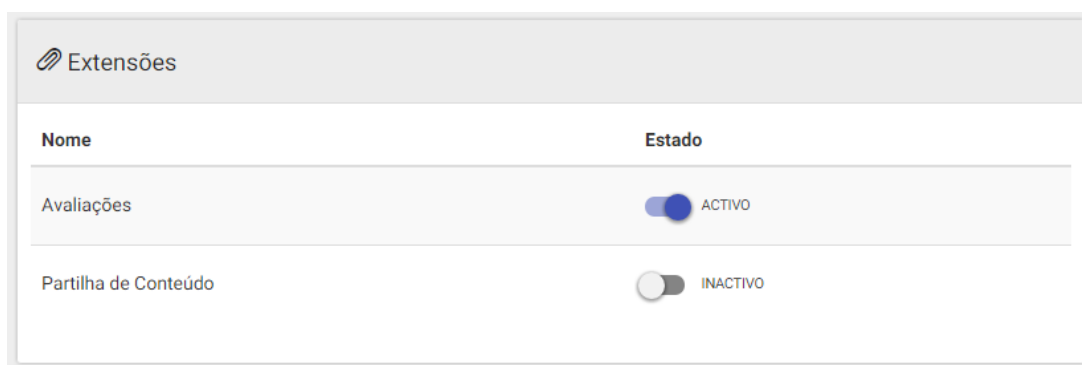 Extensões
Nome Estado
Avaliações ACTIVO
Partilha de Conteúdo INACTIVO